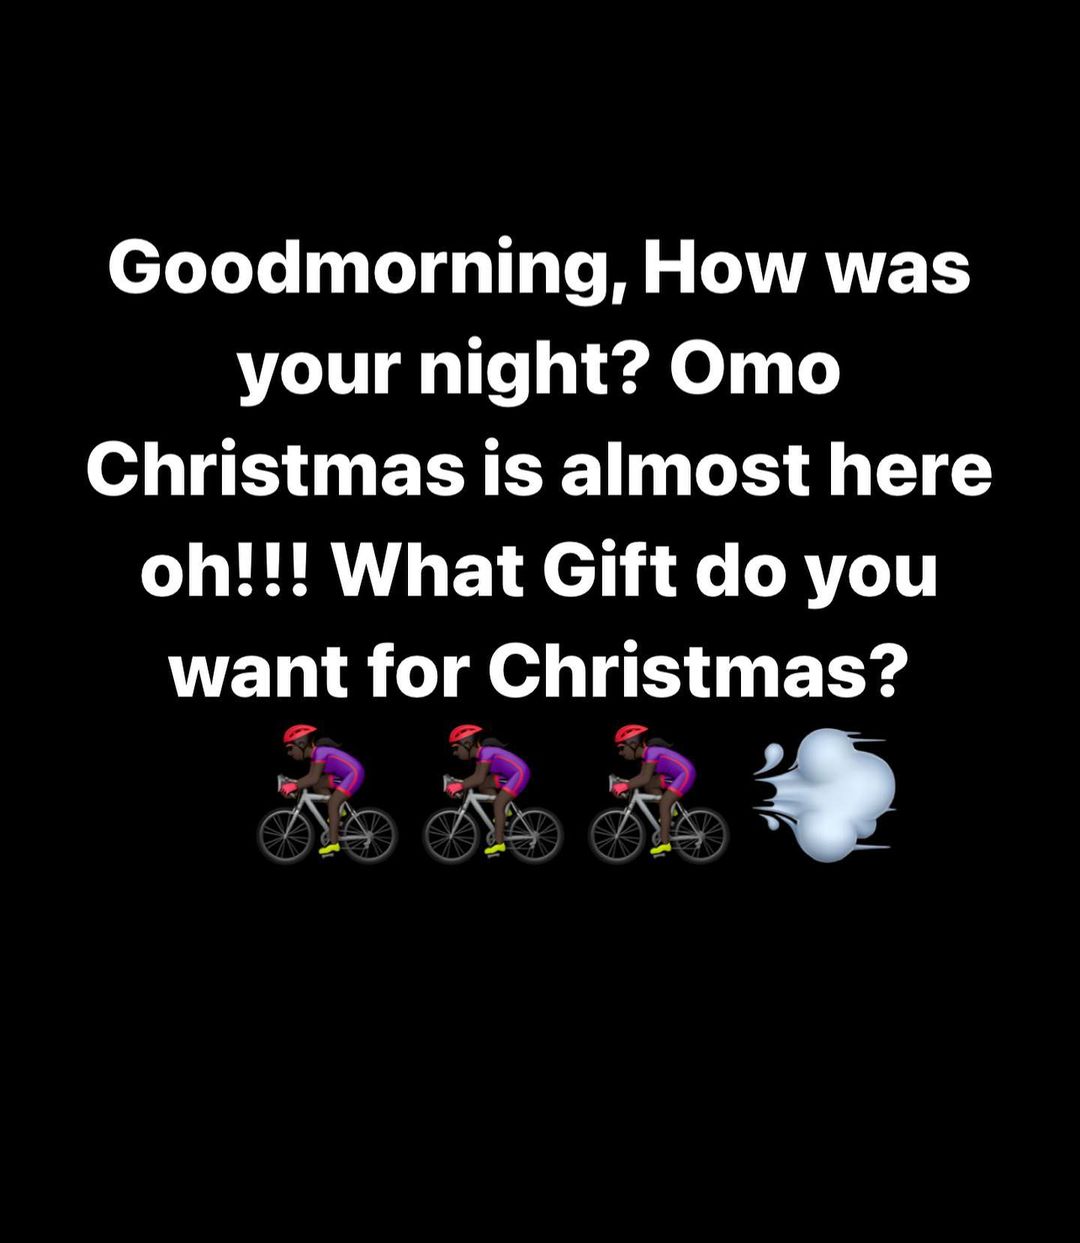 Goodmorning, How was
your night? Omo
Christmas is almost here
oh!!! What Gift do you
want for Christmas?
🚴🏿‍♀️🚴🏿‍♀️🚴🏿‍♀️💨